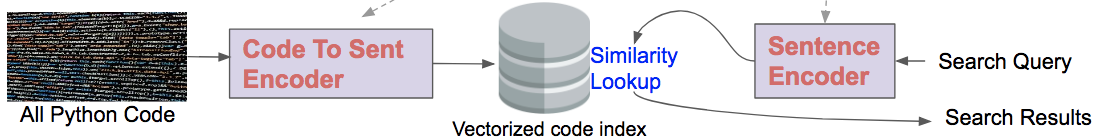 Code To Sent
Encoder
All Python Code
Similarity
Lookup
Vectorized code index
Sentence
Encoder
Search Query
Search Results